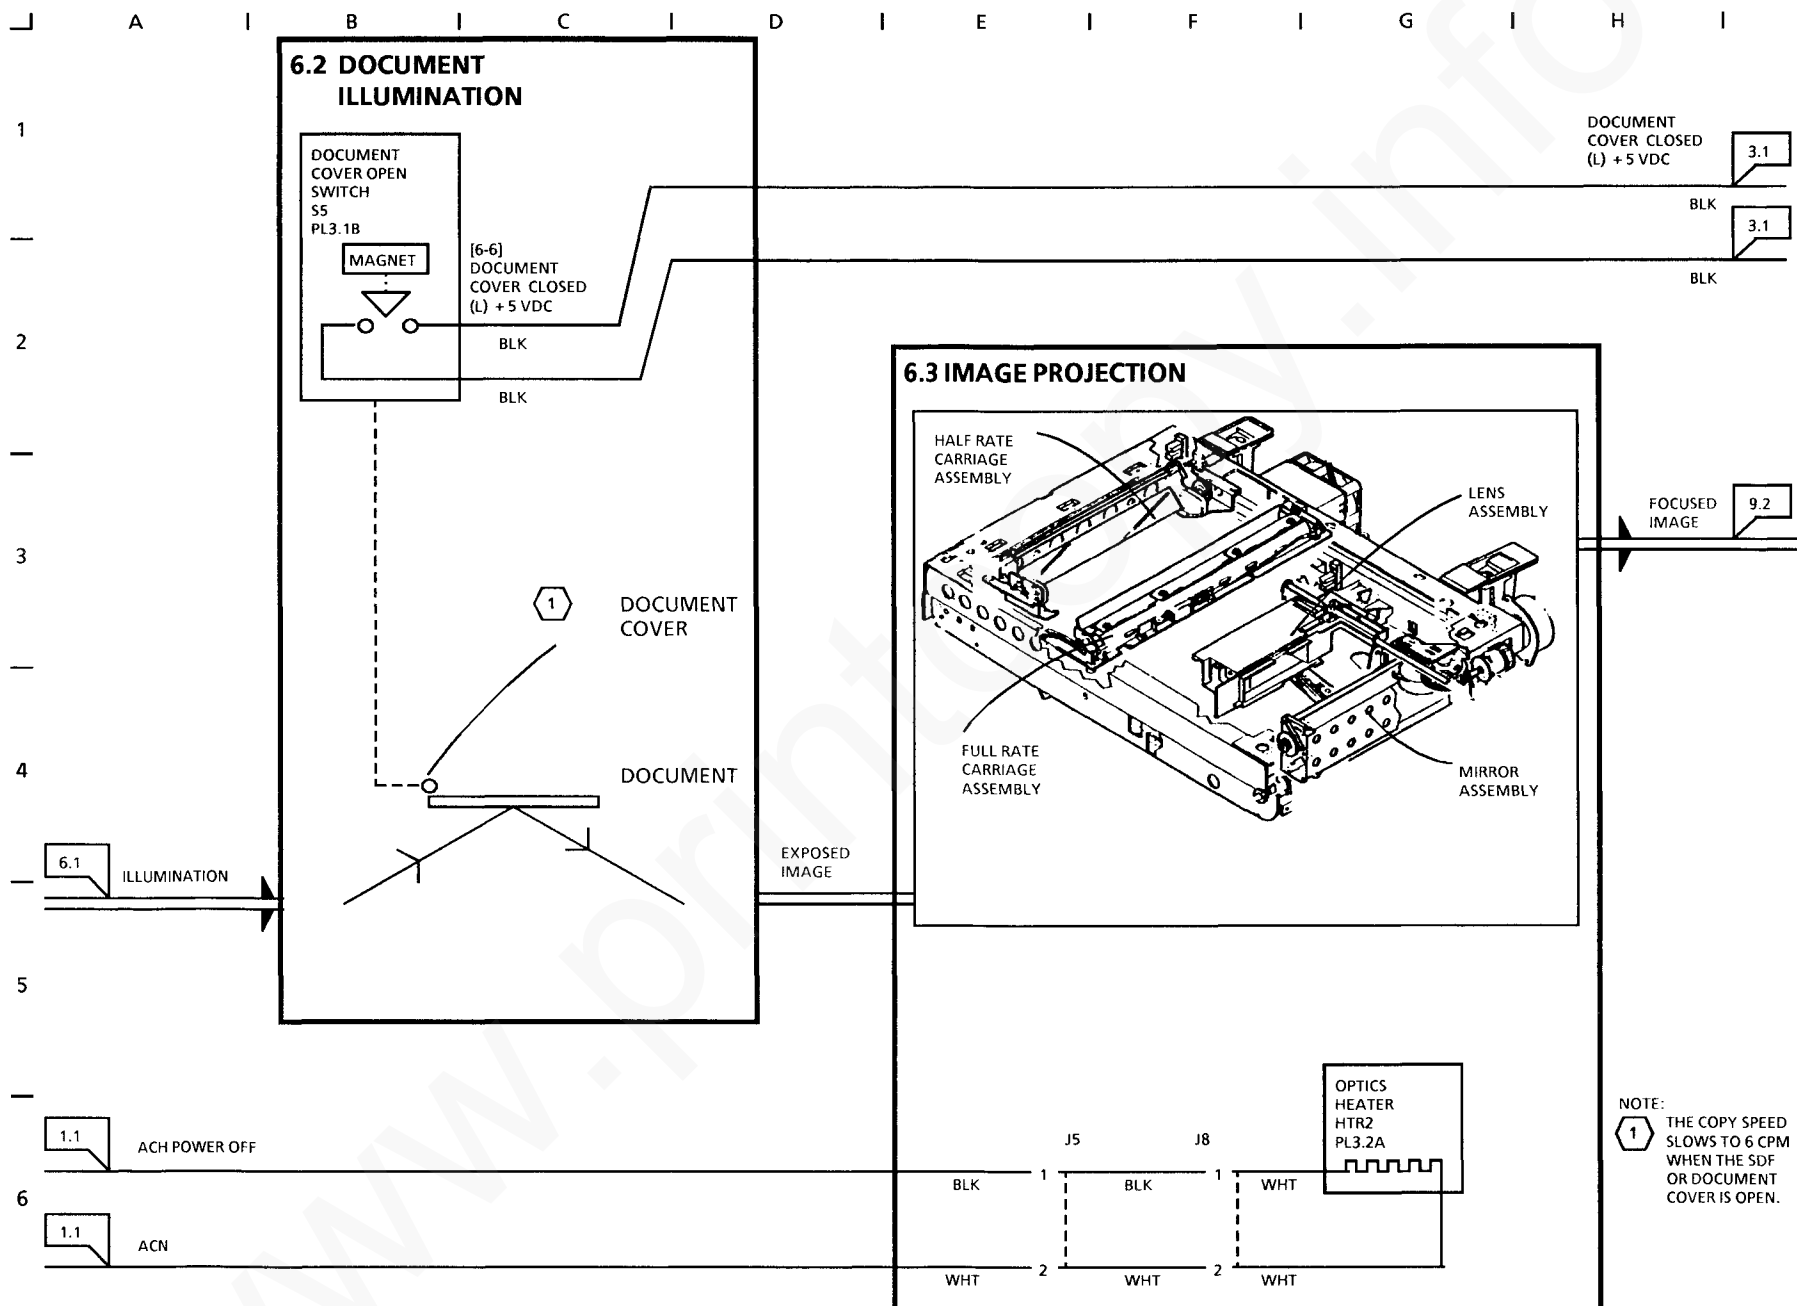 A B C D E F G H
6.2 DOCUMENT
ILLUMINATION
1
DOCUMENT
COVER OPEN
SWITCH
S5
PL3.1B
MAGNET
[6-6]
DOCUMENT
COVER CLOSED
(L) +5 VDC
BLK
BLK
DOCUMENT
COVER CLOSED
(L) +5 VDC
3.1
BLK
3.1
BLK
2
6.3 IMAGE PROJECTION
HALF RATE
CARRIAGE
ASSEMBLY
LENS
ASSEMBLY
FOCUSED
IMAGE
9.2
3
1
DOCUMENT
COVER
4
DOCUMENT
FULL RATE
CARRIAGE
ASSEMBLY
MIRROR
ASSEMBLY
6.1
ILLUMINATION
EXPOSED
IMAGE
5
OPTICS
HEATER
HTR2
PL3.2A
1.1
ACH POWER OFF
J5
J8
BLK
1
BLK
1
WHT
6
1.1
ACN
WHT
2
WHT
2
WHT
NOTE:
1
THE COPY SPEED
SLOWS TO 6 CPM
WHEN THE SDF
OR DOCUMENT
COVER IS OPEN.
www.printcopy.info